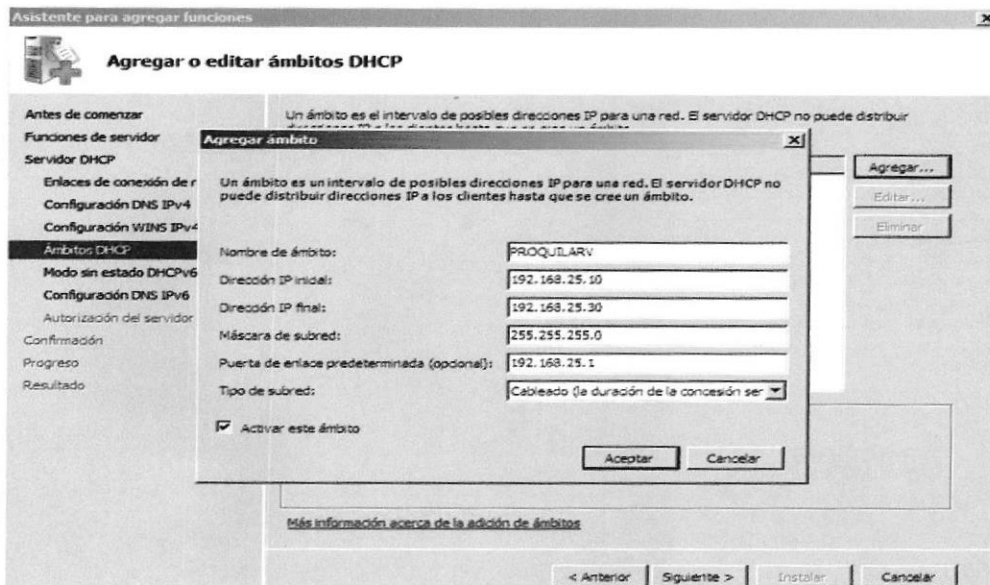 Asistente para agregar funciones
Agregar o editar ámbitos DHCP
Antes de comenzar
Funciones de servidor
Servidor DHCP
Enlaces de conexión de r
Configuración DNS IPv4
Configuración WINS IPv4
Ámbitos DHCP
Modo sin estado DHCPv6
Configuración DNS IPv6
Autorización del servidor
Confirmación
Progreso
Resultado
Un ámbito es el intervalo de posibles direcciones IP para una red. El servidor DHCP no puede distribuir
Agregar...
Editar...
Eliminar
Agregar ámbito
Un ámbito es un intervalo de posibles direcciones IP para una red. El servidor DHCP no
puede distribuir direcciones IP a los clientes hasta que se cree un ámbito.
Nombre de ámbito: PROQUILARV
Dirección IP inicial: 192.168.25.10
Dirección IP final: 192.168.25.30
Máscara de subred: 255.255.255.0
Puerta de enlace predeterminada (opcional): 192.168.25.1
Tipo de subred: Cableado (la duración de la concesión ser
Activar este ámbito
Aceptar Cancelar
Más información acerca de la adición de ámbitos
< Anterior Siguiente > Instalar Cancelar